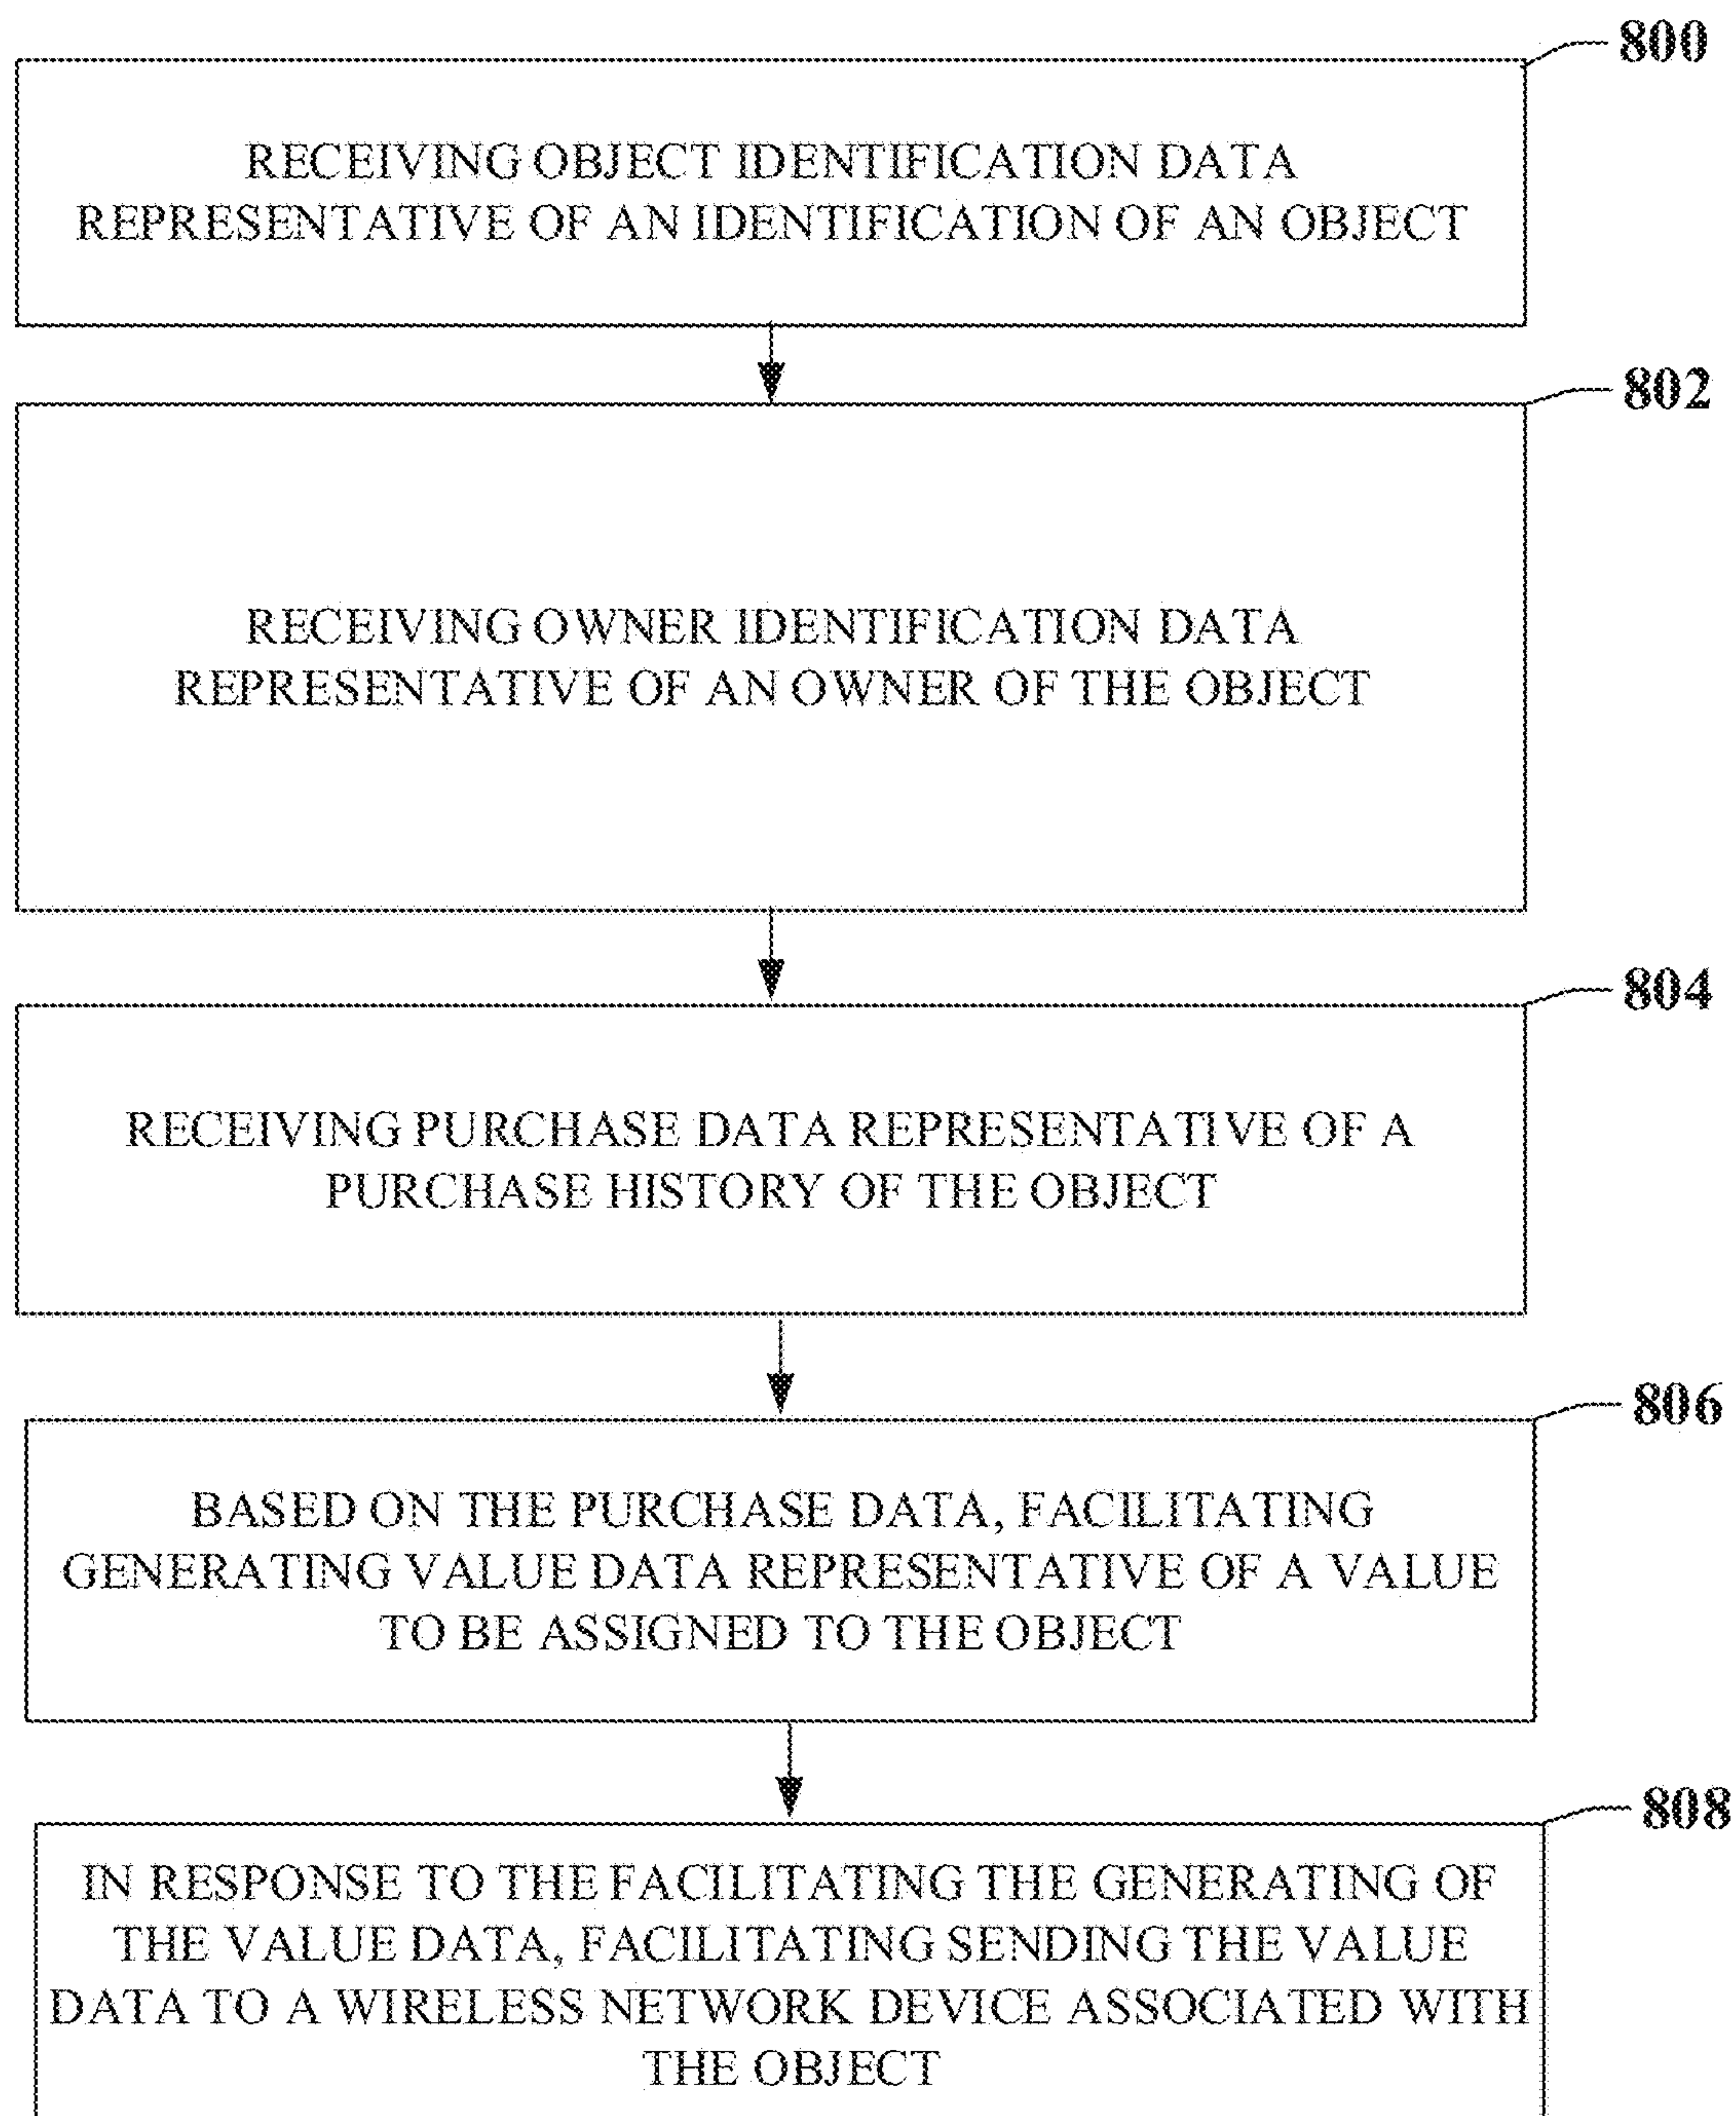 800
RECEIVING OBJECT IDENTIFICATION DATA
REPRESENTATIVE OF AN IDENTIFICATION OF AN OBJECT
802
RECEIVING OWNER IDENTIFICATION DATA
REPRESENTATIVE OF AN OWNER OF THE OBJECT
804
RECEIVING PURCHASE DATA REPRESENTATIVE OF A
PURCHASE HISTORY OF THE OBJECT
806
BASED ON THE PURCHASE DATA, FACILITATING
GENERATING VALUE DATA REPRESENTATIVE OF A VALUE
TO BE ASSIGNED TO THE OBJECT
808
IN RESPONSE TO THE FACILITATING THE GENERATING OF
THE VALUE DATA, FACILITATING SENDING THE VALUE
DATA TO A WIRELESS NETWORK DEVICE ASSOCIATED WITH
THE OBJECT